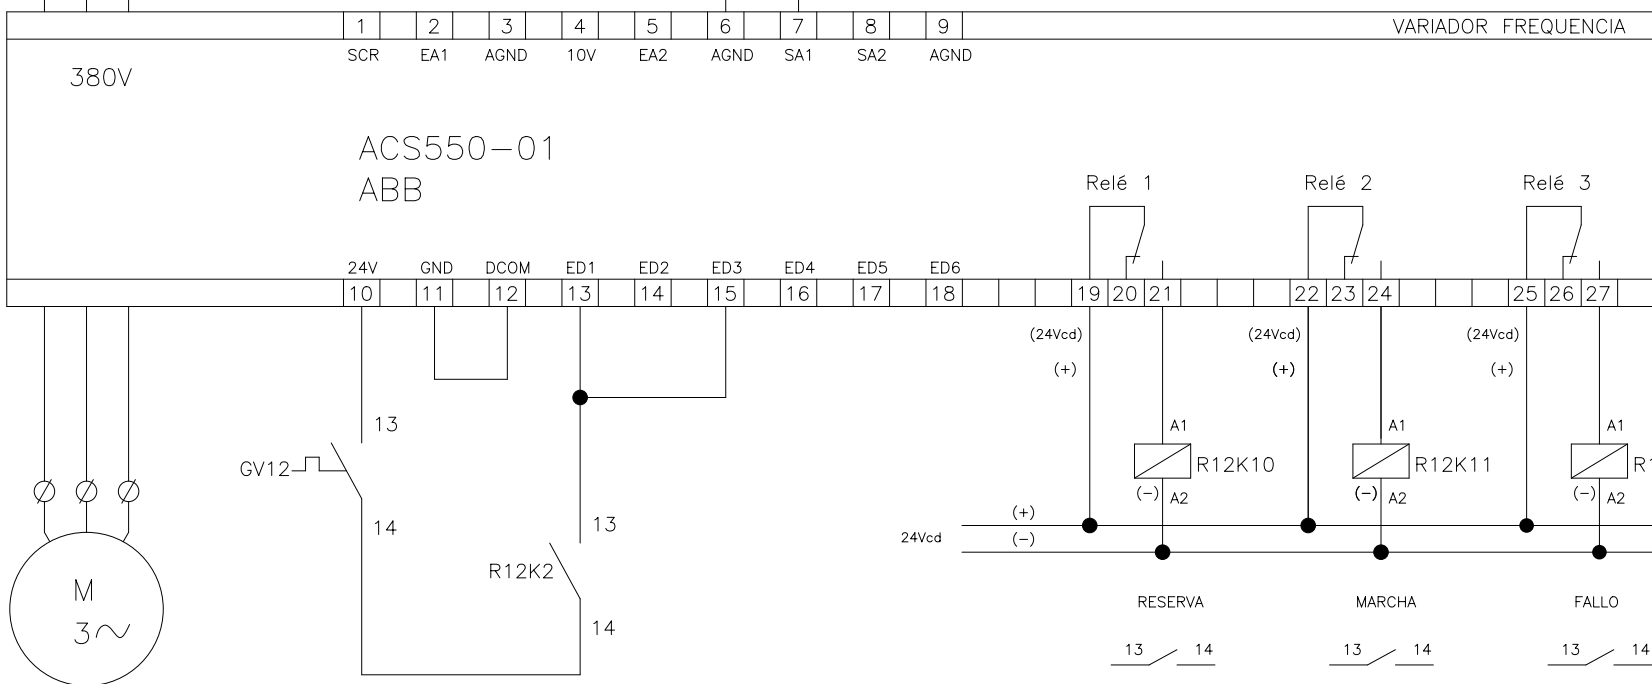 1 2 3 4 5 6 7 8 9 VARIADOR FREQUENCIA
SCR EA1 AGND 10V EA2 AGND SA1 SA2 AGND
380V
ACS550-01
ABB
Relé 1 Relé 2 Relé 3
24V GND DCOM ED1 ED2 ED3 ED4 ED5 ED6
10 11 12 13 14 15 16 17 18 19 20 21 22 23 24 25 26 27
(24Vcd) (24Vcd) (24Vcd)
(+) (+) (+)
13 A1 A1 A1
GV12 R12K10 R12K11
(-) A2 (-) A2 (-) A2
14 13 (+)
24Vcd (-)
R12K2
M
3~
14
RESERVA MARCHA FALLO
13 14 13 14 13 14